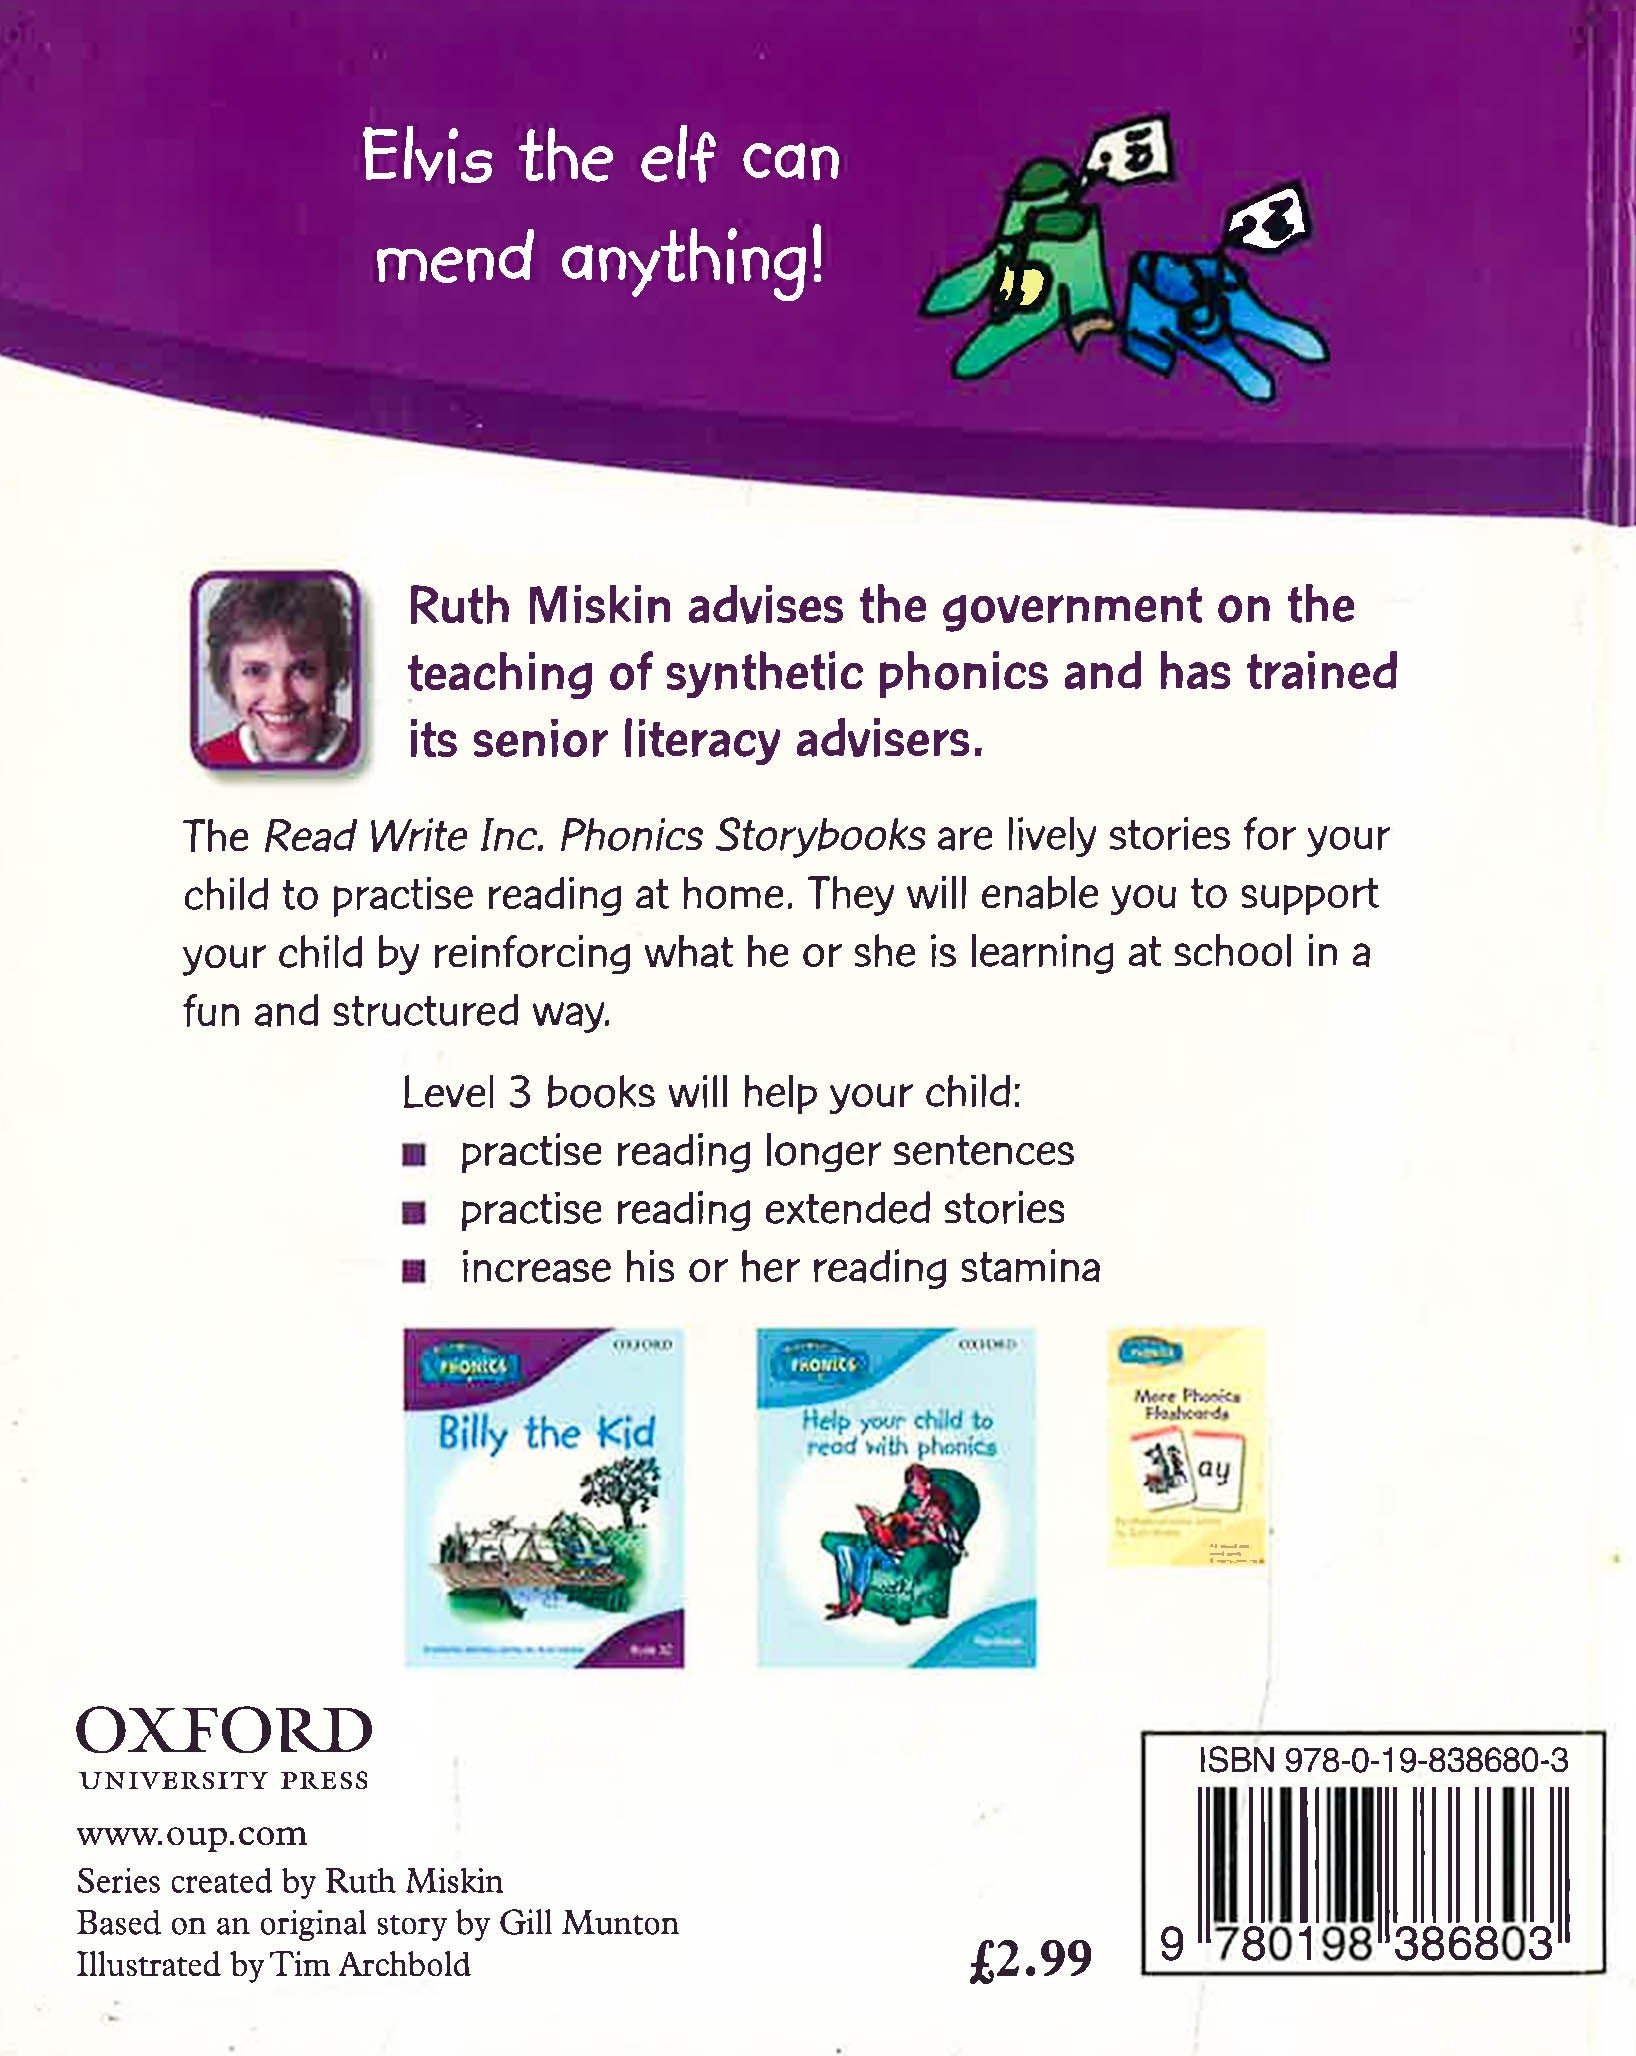 Elvis the elf can
mend anything!
Ruth Miskin advises the government on the
teaching of synthetic phonics and has trained
its senior literacy advisers.
The Read Write Inc. Phonics Storybooks are lively stories for your
child to practise reading at home. They will enable you to support
your child by reinforcing what he or she is learning at school in a
fun and structured way.
Level 3 books will help your child:
practise reading longer sentences
practise reading extended stories
increase his or her reading stamina
PHONICS
OXFORD
Billy the Kid
PHONICS
OXFORD
Help your child to
read with phonics
PHONICS
More Phonics
Flashcards
ay
OXFORD
UNIVERSITY PRESS
www.oup.com
Series created by Ruth Miskin
Based on an original story by Gill Munton
Illustrated by Tim Archbold
£2.99
ISBN 978-0-19-838680-3
9 780198 386803